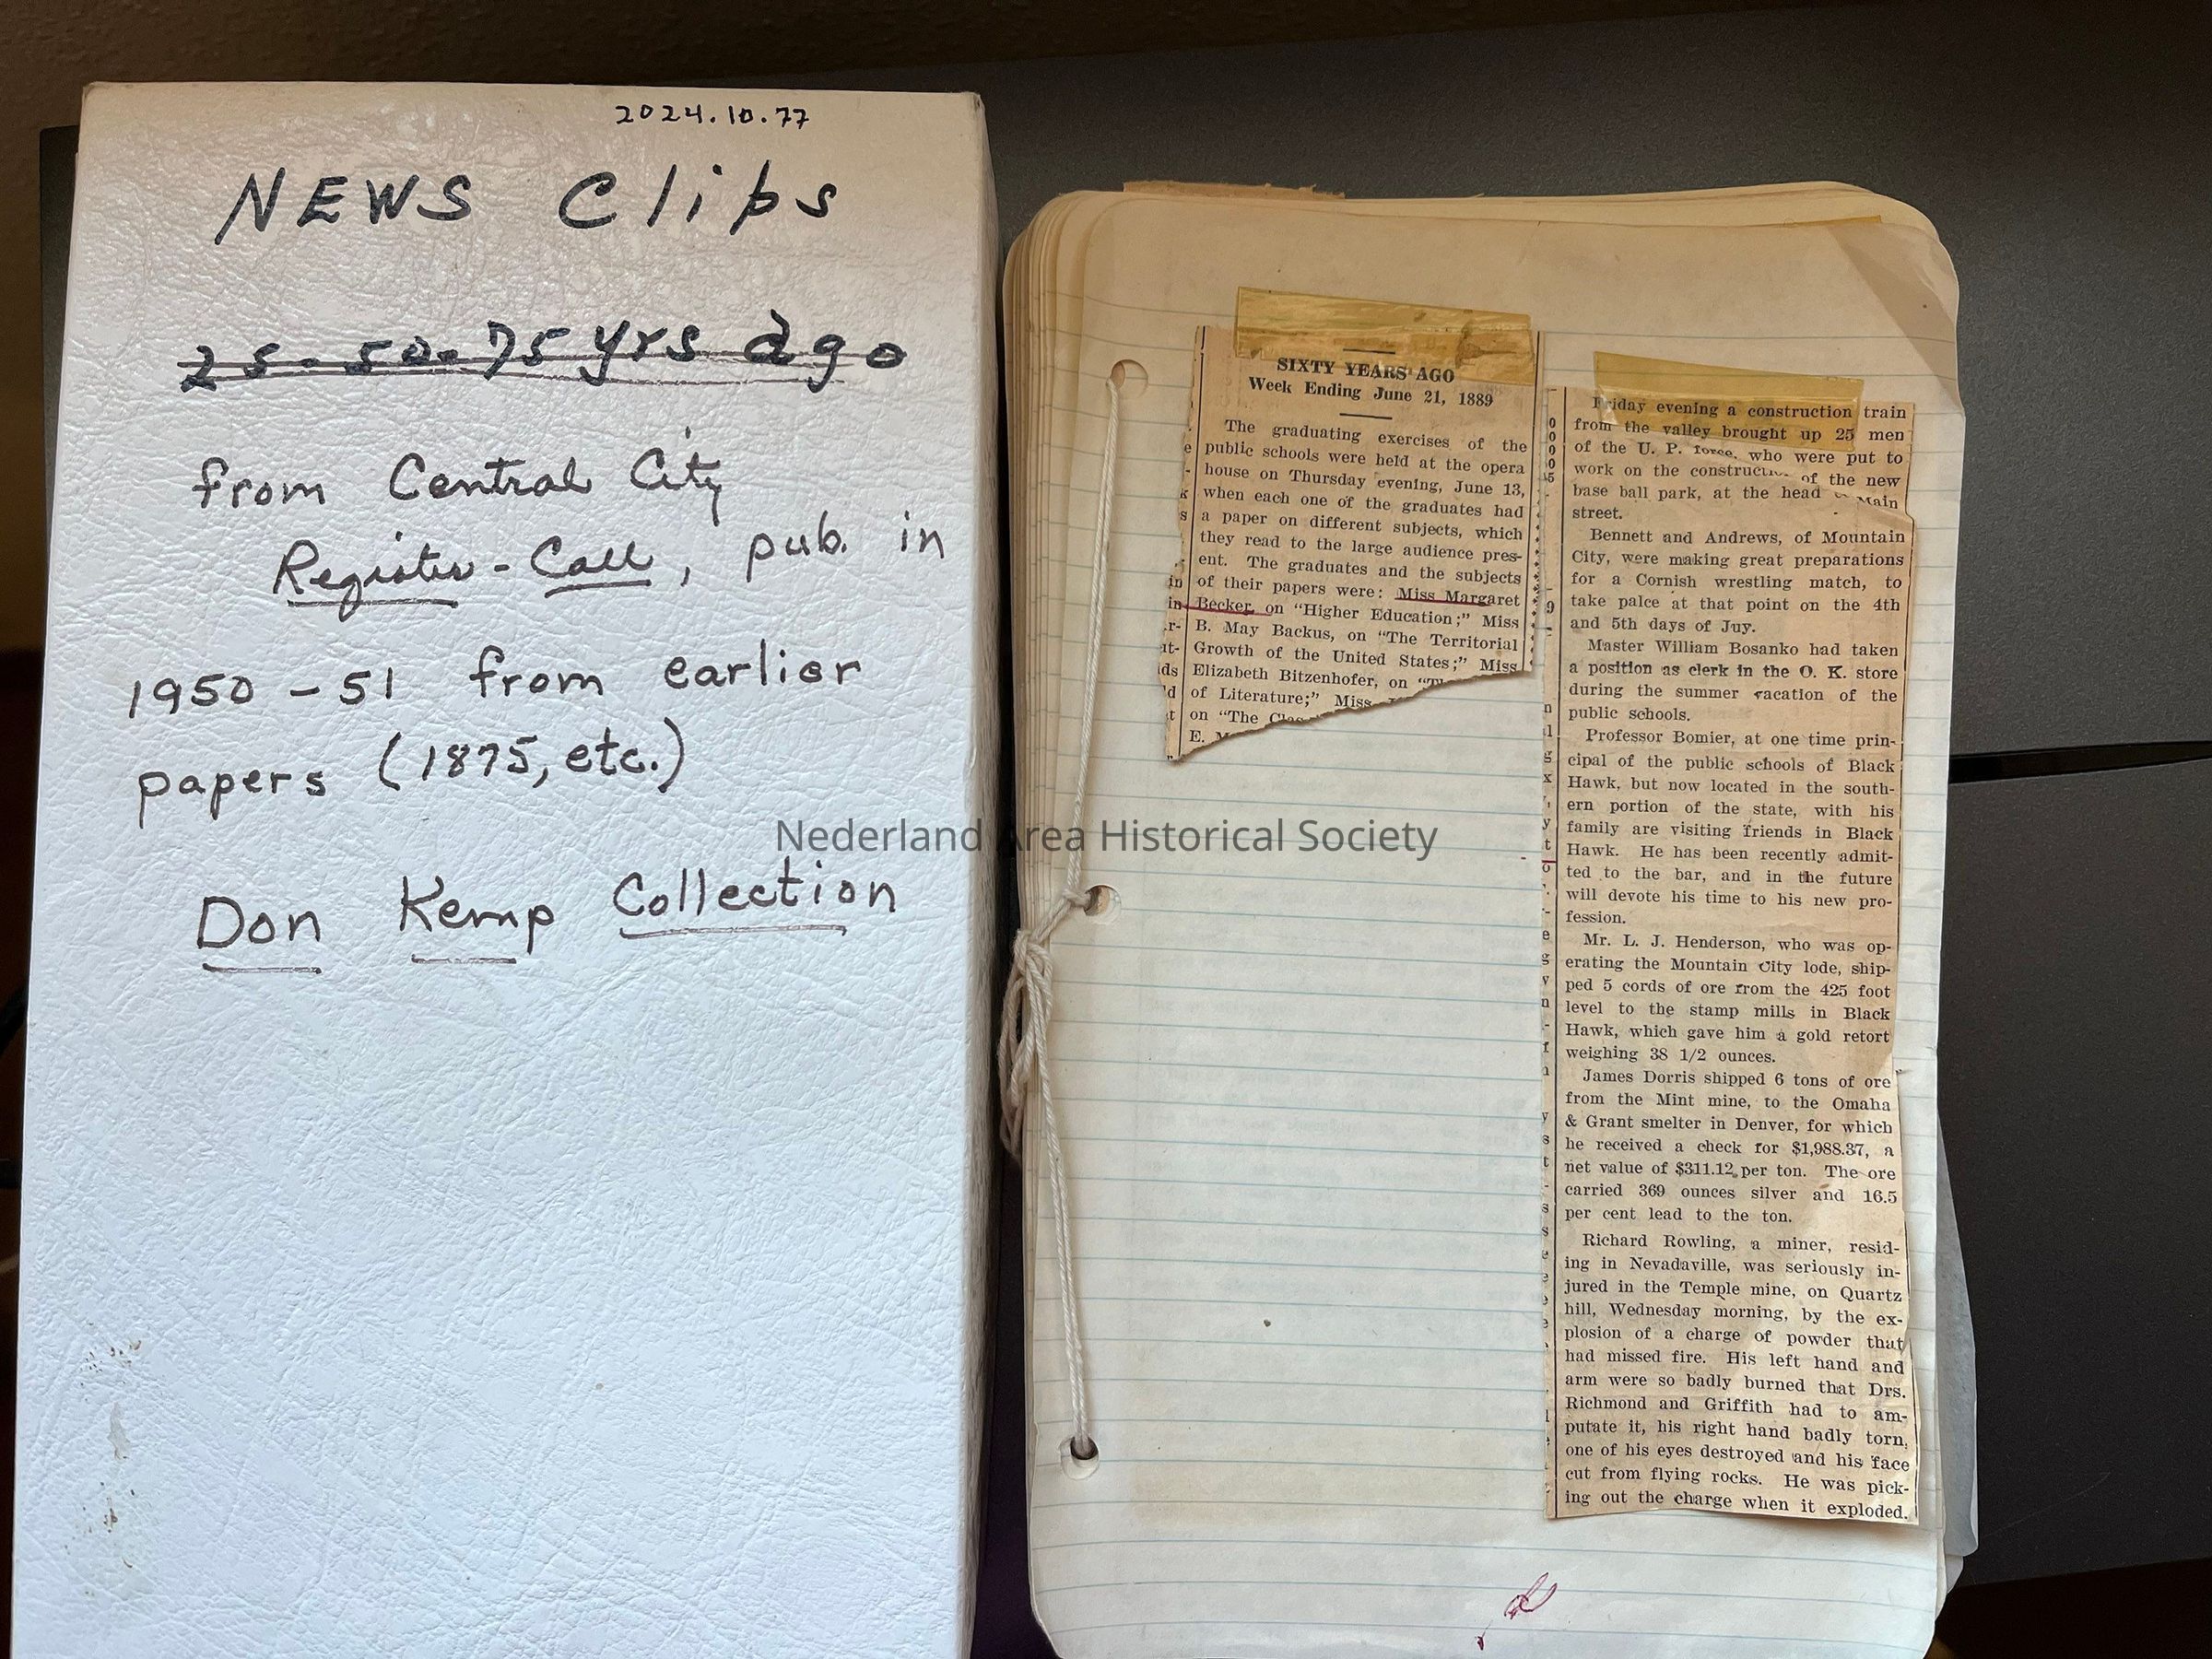 2024.10.77
NEWS Clips
25-50-75 yrs ago
from Central City
Register-Call, pub. in
1950-51 from earlier
papers (1875, etc.)
Don Kemp Collection
SIXTY YEARS AGO
Week Ending June 21, 1889
The graduating exercises of the
public schools were held at the opera
house on Thursday evening, June 13,
when each one of the graduates had
a paper on different subjects, which
they read to the large audience pres-
ent. The graduates and the subjects
of their papers were: Miss Margaret
Becker, on "Higher Education;" Miss
B. May Backus, on "The Territorial
Growth of the United States;" Miss
Elizabeth Bitzenhofer, on
of Literature;" Miss
on "The
E.
Friday evening a construction train
from the valley brought up 25 men
of the U. P. force, who were put to
work on the of the new
base ball park, at the head Main
street.
Bennett and Andrews, of Mountain
City, were making great preparations
for a Cornish wrestling match, to
take palce at that point on the 4th
and 5th days of Juy.
Master William Bosanko had taken
a position as clerk in the O. K. store
during the summer vacation of the
public schools.
Professor Bomier, at one time prin-
cipal of the public schools of Black
Hawk, but now located in the south-
ern portion of the state, with his
family are visiting friends in Black
Hawk. He has been recently admit-
ted to the bar, and in the future
will devote his time to his new pro-
fession.
Mr. L. J. Henderson, who was op-
erating the Mountain City lode, ship-
ped 5 cords of ore from the 425 foot
level to the stamp mills in Black
Hawk, which gave him a gold retort
weighing 38 1/2 ounces.
James Dorris shipped 6 tons of ore
from the Mint mine, to the Omaha
& Grant smelter in Denver, for which
he received a check for $1,988.37, a
net value of $311.12 per ton. The ore
carried 369 ounces silver and 16.5
per cent lead to the ton.
Richard Rowling, a miner, resid-
ing in Nevadaville, was seriously in-
jured in the Temple mine, on Quartz
hill, Wednesday morning, by the ex-
plosion of a charge of powder that
had missed fire. His left hand and
arm were so badly burned that Drs.
Richmond and Griffith had to am-
putate it, his right hand badly torn,
one of his eyes destroyed and his face
cut from flying rocks. He was pick-
ing out the charge when it exploded.
Nederland Area Historical Society